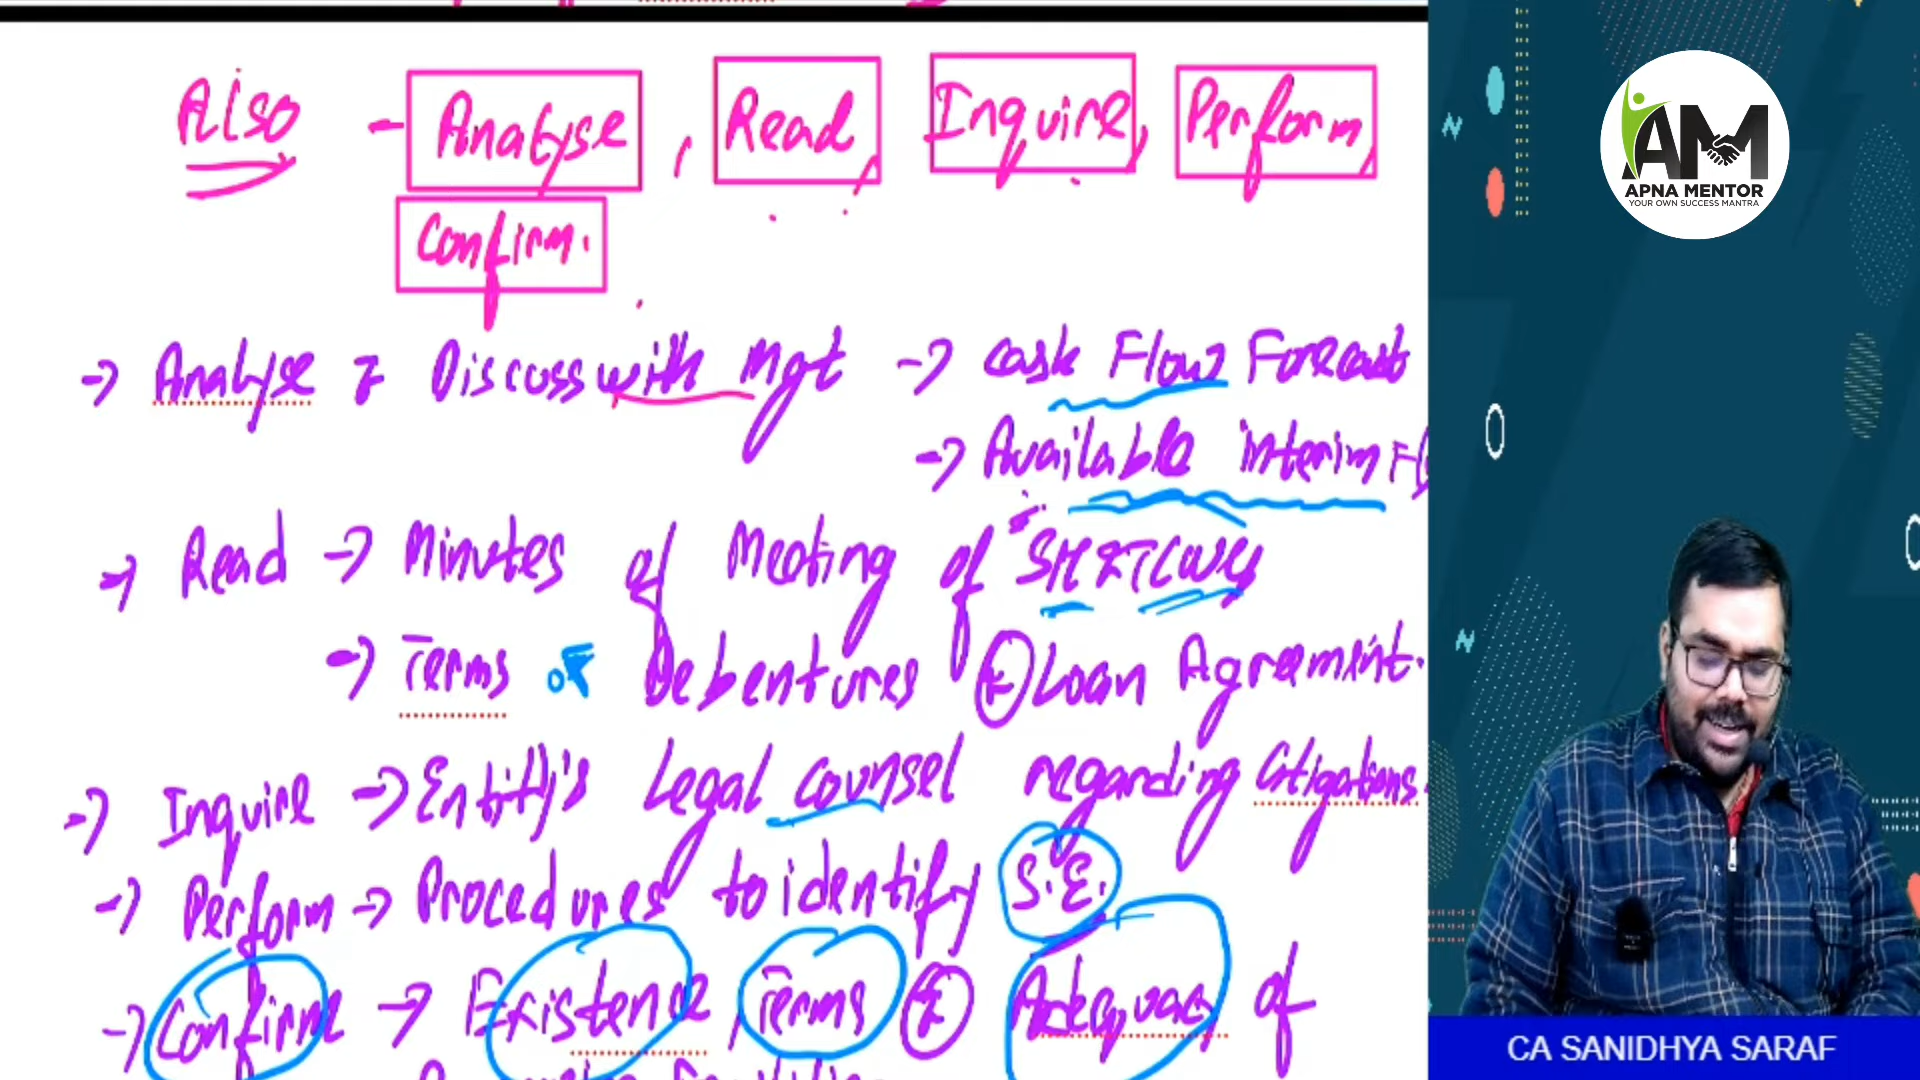 Also - Analyse, Read, Inquire, Perform,
Confirm.
-> Analyse & Discuss with Mgt -> Cash Flow Forecast
-> Available interim
-> Read -> Minutes of Meeting of SH & TCWG
-> Terms of Debentures & Loan Agreement.
-> Inquire -> Entity's Legal Counsel regarding Litigations.
-> Perform -> Procedures to identify S.E.
-> Confirm -> Existence, Terms & Adequacy of
AM
APNA MENTOR
YOUR OWN SUCCESS MANTRA
CA SANIDHYA SARAF